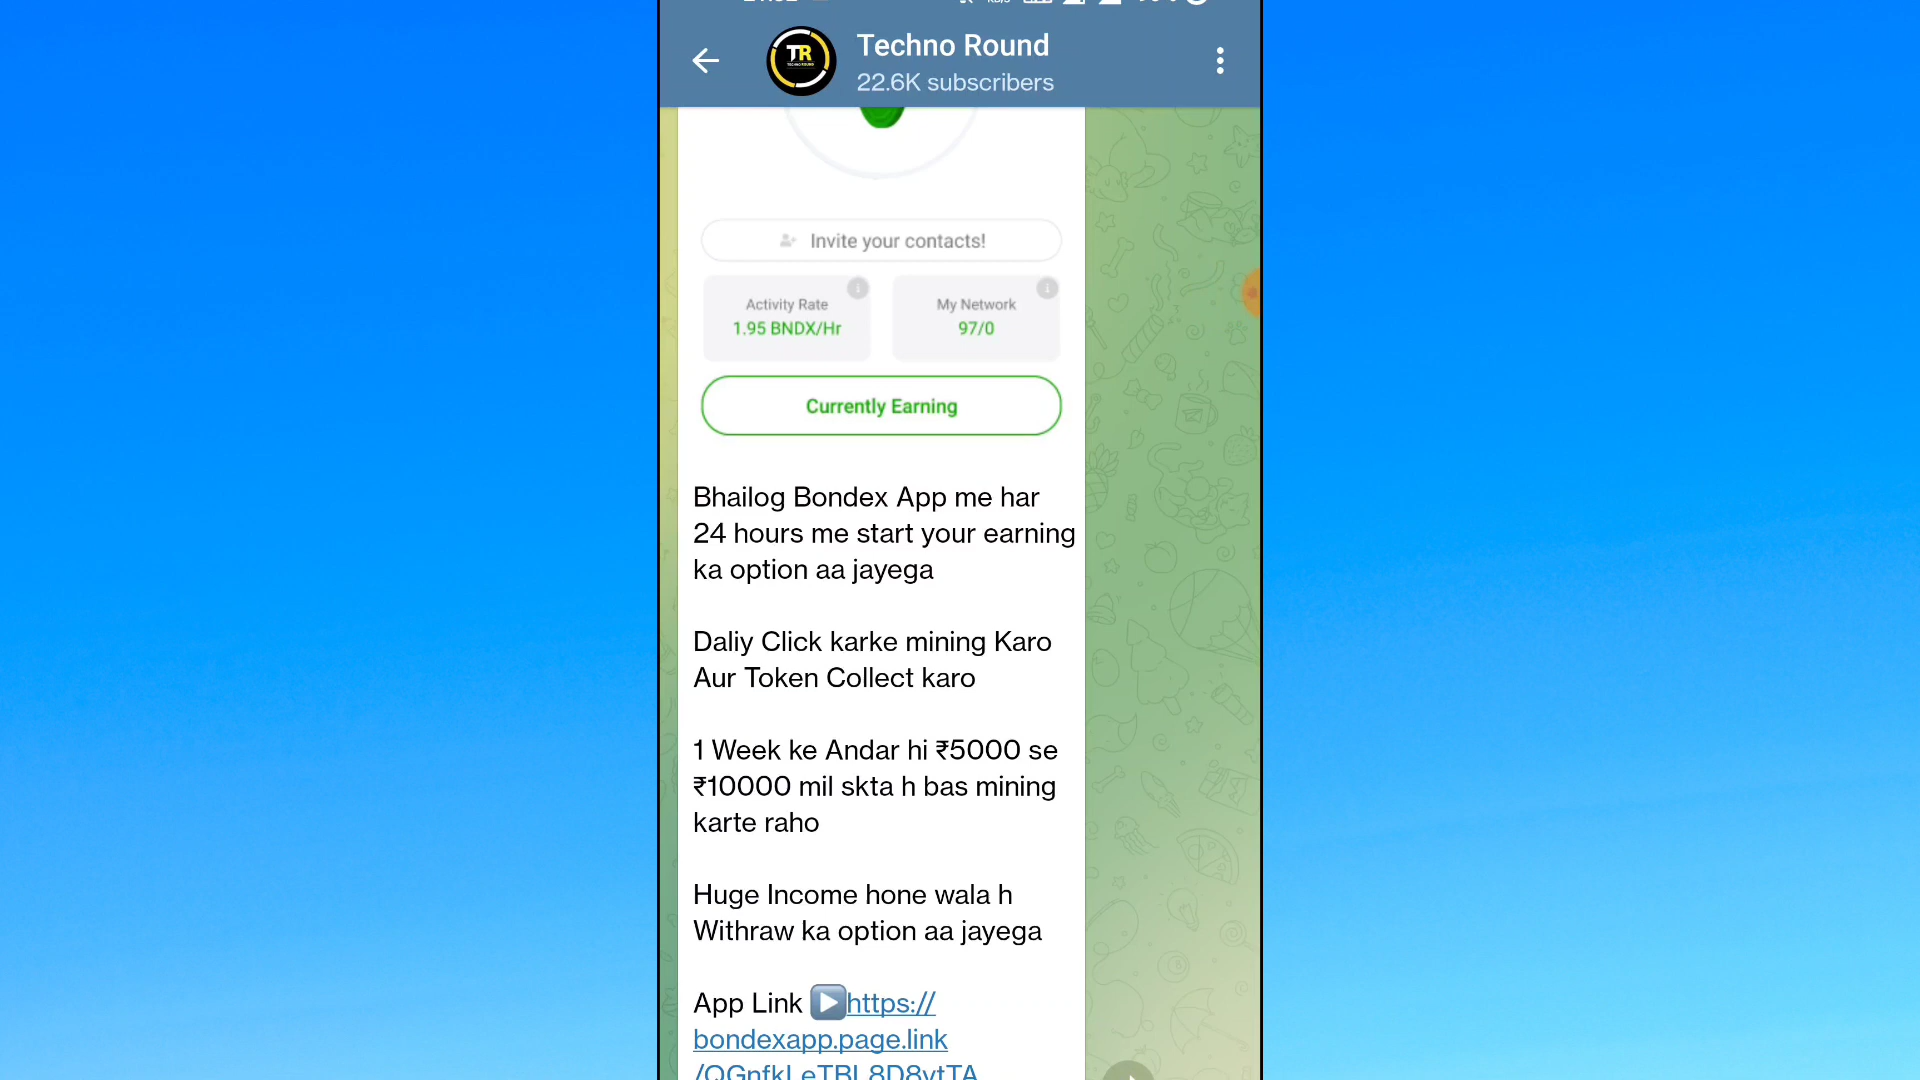 Techno Round
22.6K subscribers
TR
TECHNO ROUND
Invite your contacts!
Activity Rate
1.95 BNDX/Hr
My Network
97/0
Currently Earning
Bhailog Bondex App me har
24 hours me start your earning
ka option aa jayega
Daliy Click karke mining Karo
Aur Token Collect karo
1 Week ke Andar hi ₹5000 se
₹10000 mil skta h bas mining
karte raho
Huge Income hone wala h
Withraw ka option aa jayega
App Link ▶️https://
bondexapp.page.link